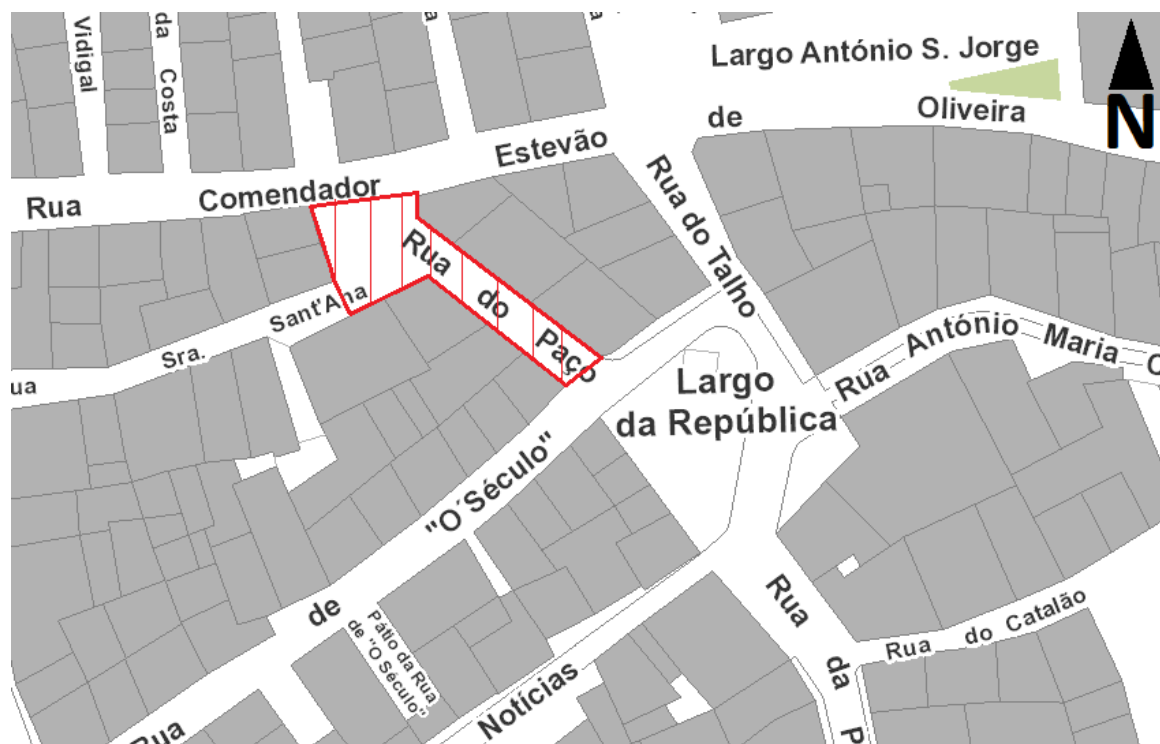 Vidigal
da Costa
Largo António S. Jorge
de Oliveira
N
Rua Comendador Estevão
Rua do Talho
Rua do Paço
Sra. Sant'Ana
Rua António Maria
Largo
da República
de "O Século"
Rua
Pátio da Rua
de "O Século"
Notícias
Rua da
Rua do Catalão